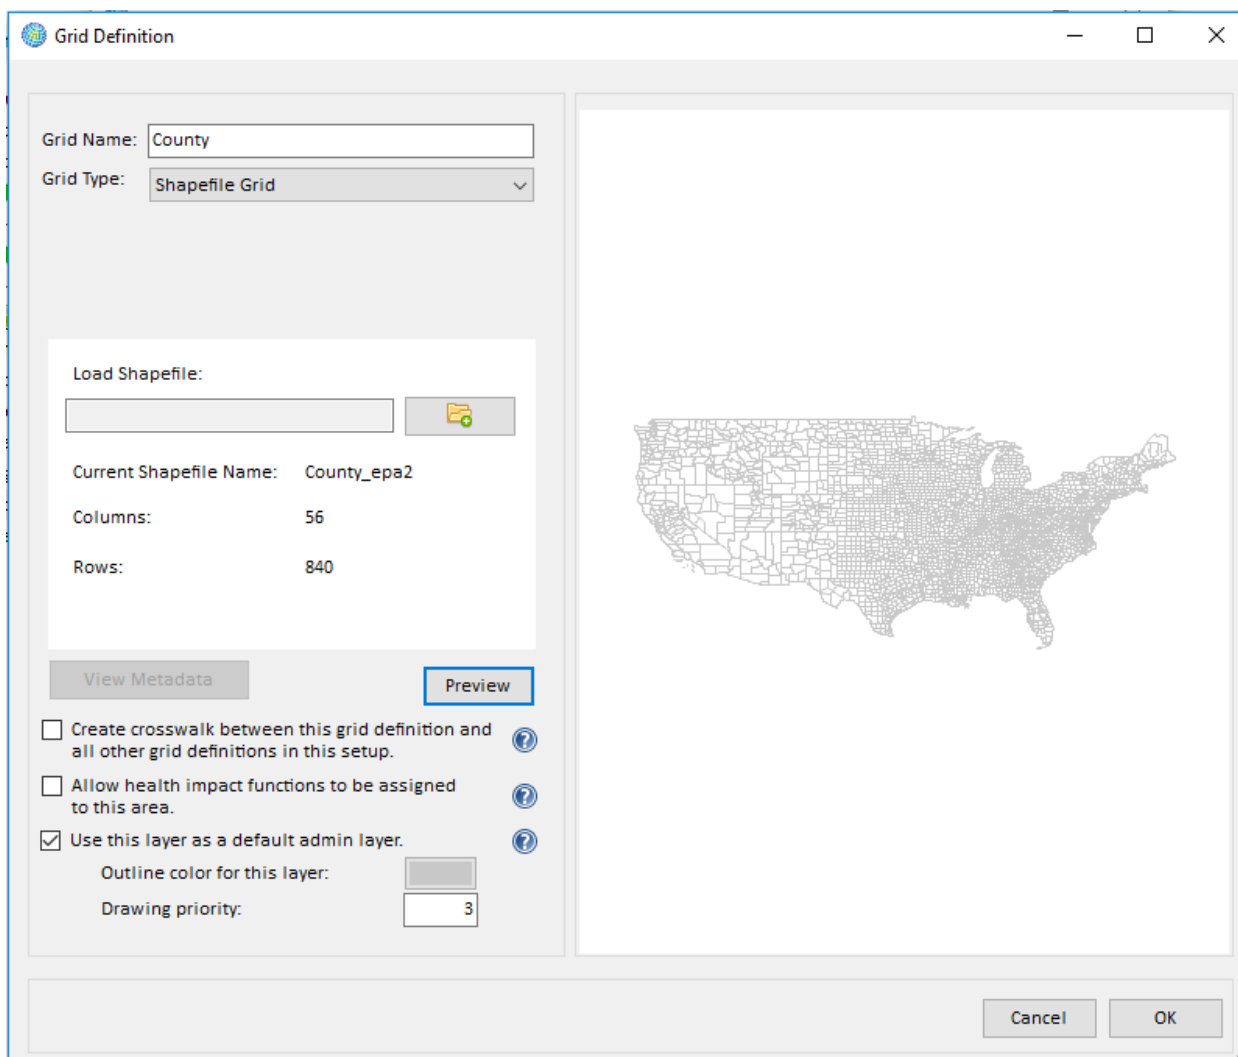 Grid Definition
Grid Name: County
Grid Type: Shapefile Grid
Load Shapefile:
Current Shapefile Name: County_epa2
Columns: 56
Rows: 840
View Metadata
Preview
Create crosswalk between this grid definition and
all other grid definitions in this setup.
Allow health impact functions to be assigned
to this area.
Use this layer as a default admin layer.
Outline color for this layer:
Drawing priority: 3
Cancel OK